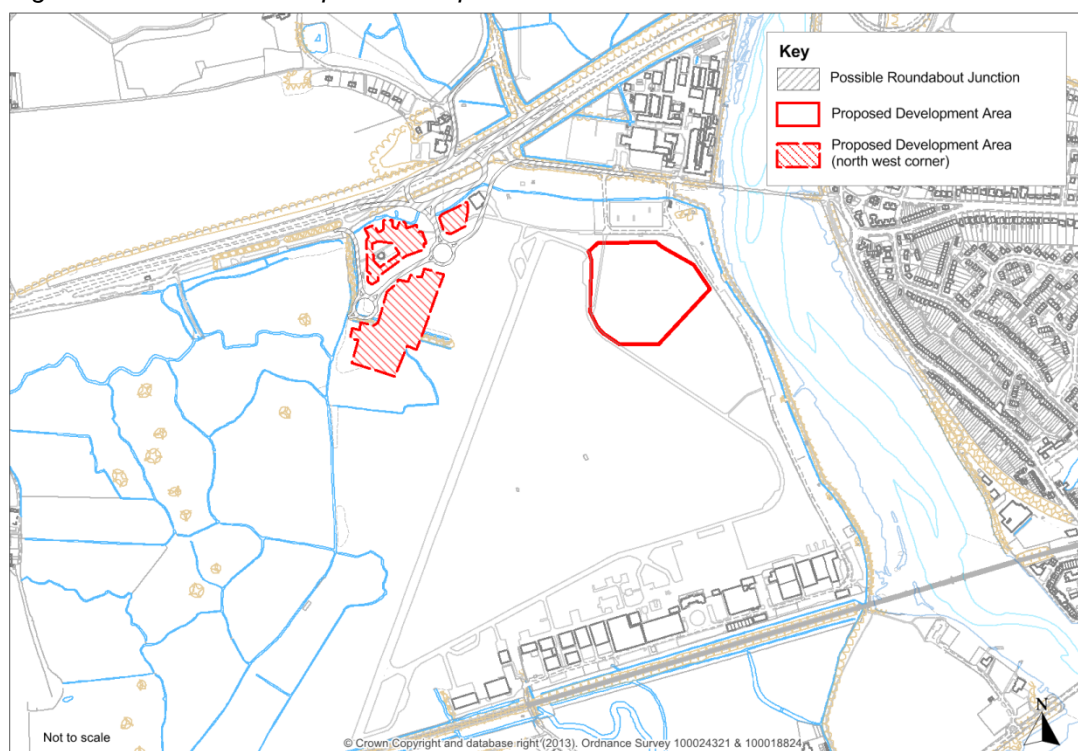 Key
Possible Roundabout Junction
Proposed Development Area
Proposed Development Area
(north west corner)
Not to scale
N
© Crown Copyright and database right (2013). Ordnance Survey 100024321 & 100018824